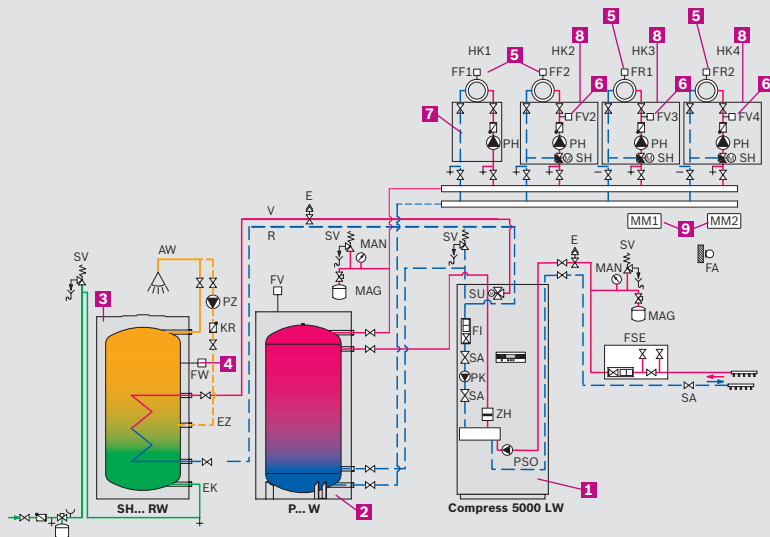 5 5 5
HK1 HK2 8 HK3 8 HK4 8
FF1 5 FF2 FR1 FR2
6 6 6
7 FV2 FV3 FV4
PH PH PH PH
M SH M SH M SH
+ + + + - + - +
E
V
R
SV MAN SV
MM1 9 MM2
AW
SV
FV
MAG
E SV
MAN
FA
SU
MAG
3
PZ
KR
FI
FSE
4
FW
SA
PK
SA
SA
ZH
EZ
PSO
EK
1
2
SH... RW P... W Compress 5000 LW